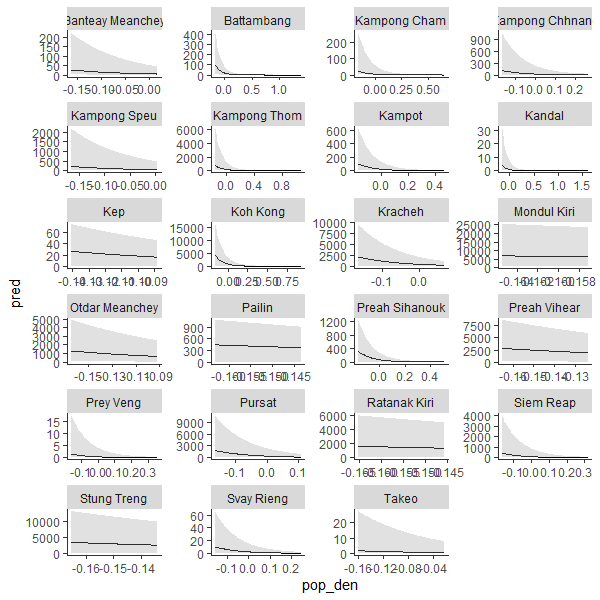 Banteay Meanchey
Battambang
Kampong Cham
Kampong Chhnan
200
150
100
50
0
-0.15-0.10-0.05 0.00
400
300
200
100
0
0.0 0.5 1.0
200
100
0
0.00 0.25 0.50
900
600
300
0
-0.10.0 0.1 0.2
Kampong Speu
Kampong Thom
Kampot
Kandal
2000
1500
1000
500
0
-0.15-0.10-0.05 0.00
6000
4000
2000
0
0.0 0.4 0.8
600
400
200
0
0.0 0.2 0.4
30
20
10
0
0.0 0.5 1.0 1.5
Kep
Koh Kong
Kracheh
Mondul Kiri
60
40
20
0
-0.14-0.13-0.12-0.11-0.10-0.09
15000
10000
5000
0
0.00 0.25 0.50 0.75
10000
7500
5000
2500
0
-0.1 0.0
25000
20000
15000
10000
5000
0
Otdar Meanchey
Pailin
Preah Sihanouk
Preah Vihear
5000
4000
3000
2000
1000
0
-0.15-0.13-0.11-0.09
900
600
300
0
-0.160-0.155-0.150-0.145
1200
800
400
0
0.0 0.2 0.4
7500
5000
2500
0
-0.16-0.15-0.14-0.13
Prey Veng
Pursat
Ratanak Kiri
Siem Reap
15
10
5
0
-0.10.0 0.1 0.2 0.3
9000
6000
3000
0
-0.1 0.0 0.1
6000
4000
2000
0
-0.165-0.160-0.155-0.150-0.145
4000
3000
2000
1000
0
-0.10.0 0.1 0.2 0.3
Stung Treng
Svay Rieng
Takeo
10000
5000
0
-0.16-0.15-0.14
60
40
20
0
-0.1 0.0 0.1 0.2
20
10
0
-0.16-0.12-0.08-0.04
pred
pop_den